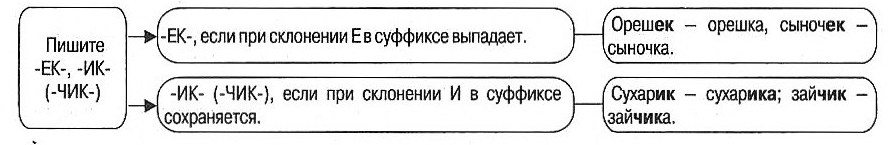 Пишите
-ЕК-, -ИК-
(-ЧИК-)
-ЕК-, если при склонении Е в суффиксе выпадает.
Орешек – орешка, сыночек –
сыночка.
-ИК- (-ЧИК-), если при склонении И в суффиксе
сохраняется.
Сухарик – сухарика; зайчик –
зайчика.